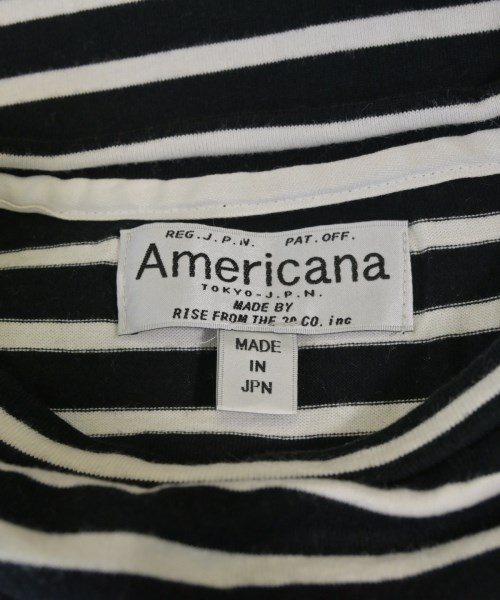 REG.J.P.N. PAT.OFF.
Americana
TOKYO-J.P.N.
MADE BY
RISE FROM THE CO. inc
MADE
IN
JPN